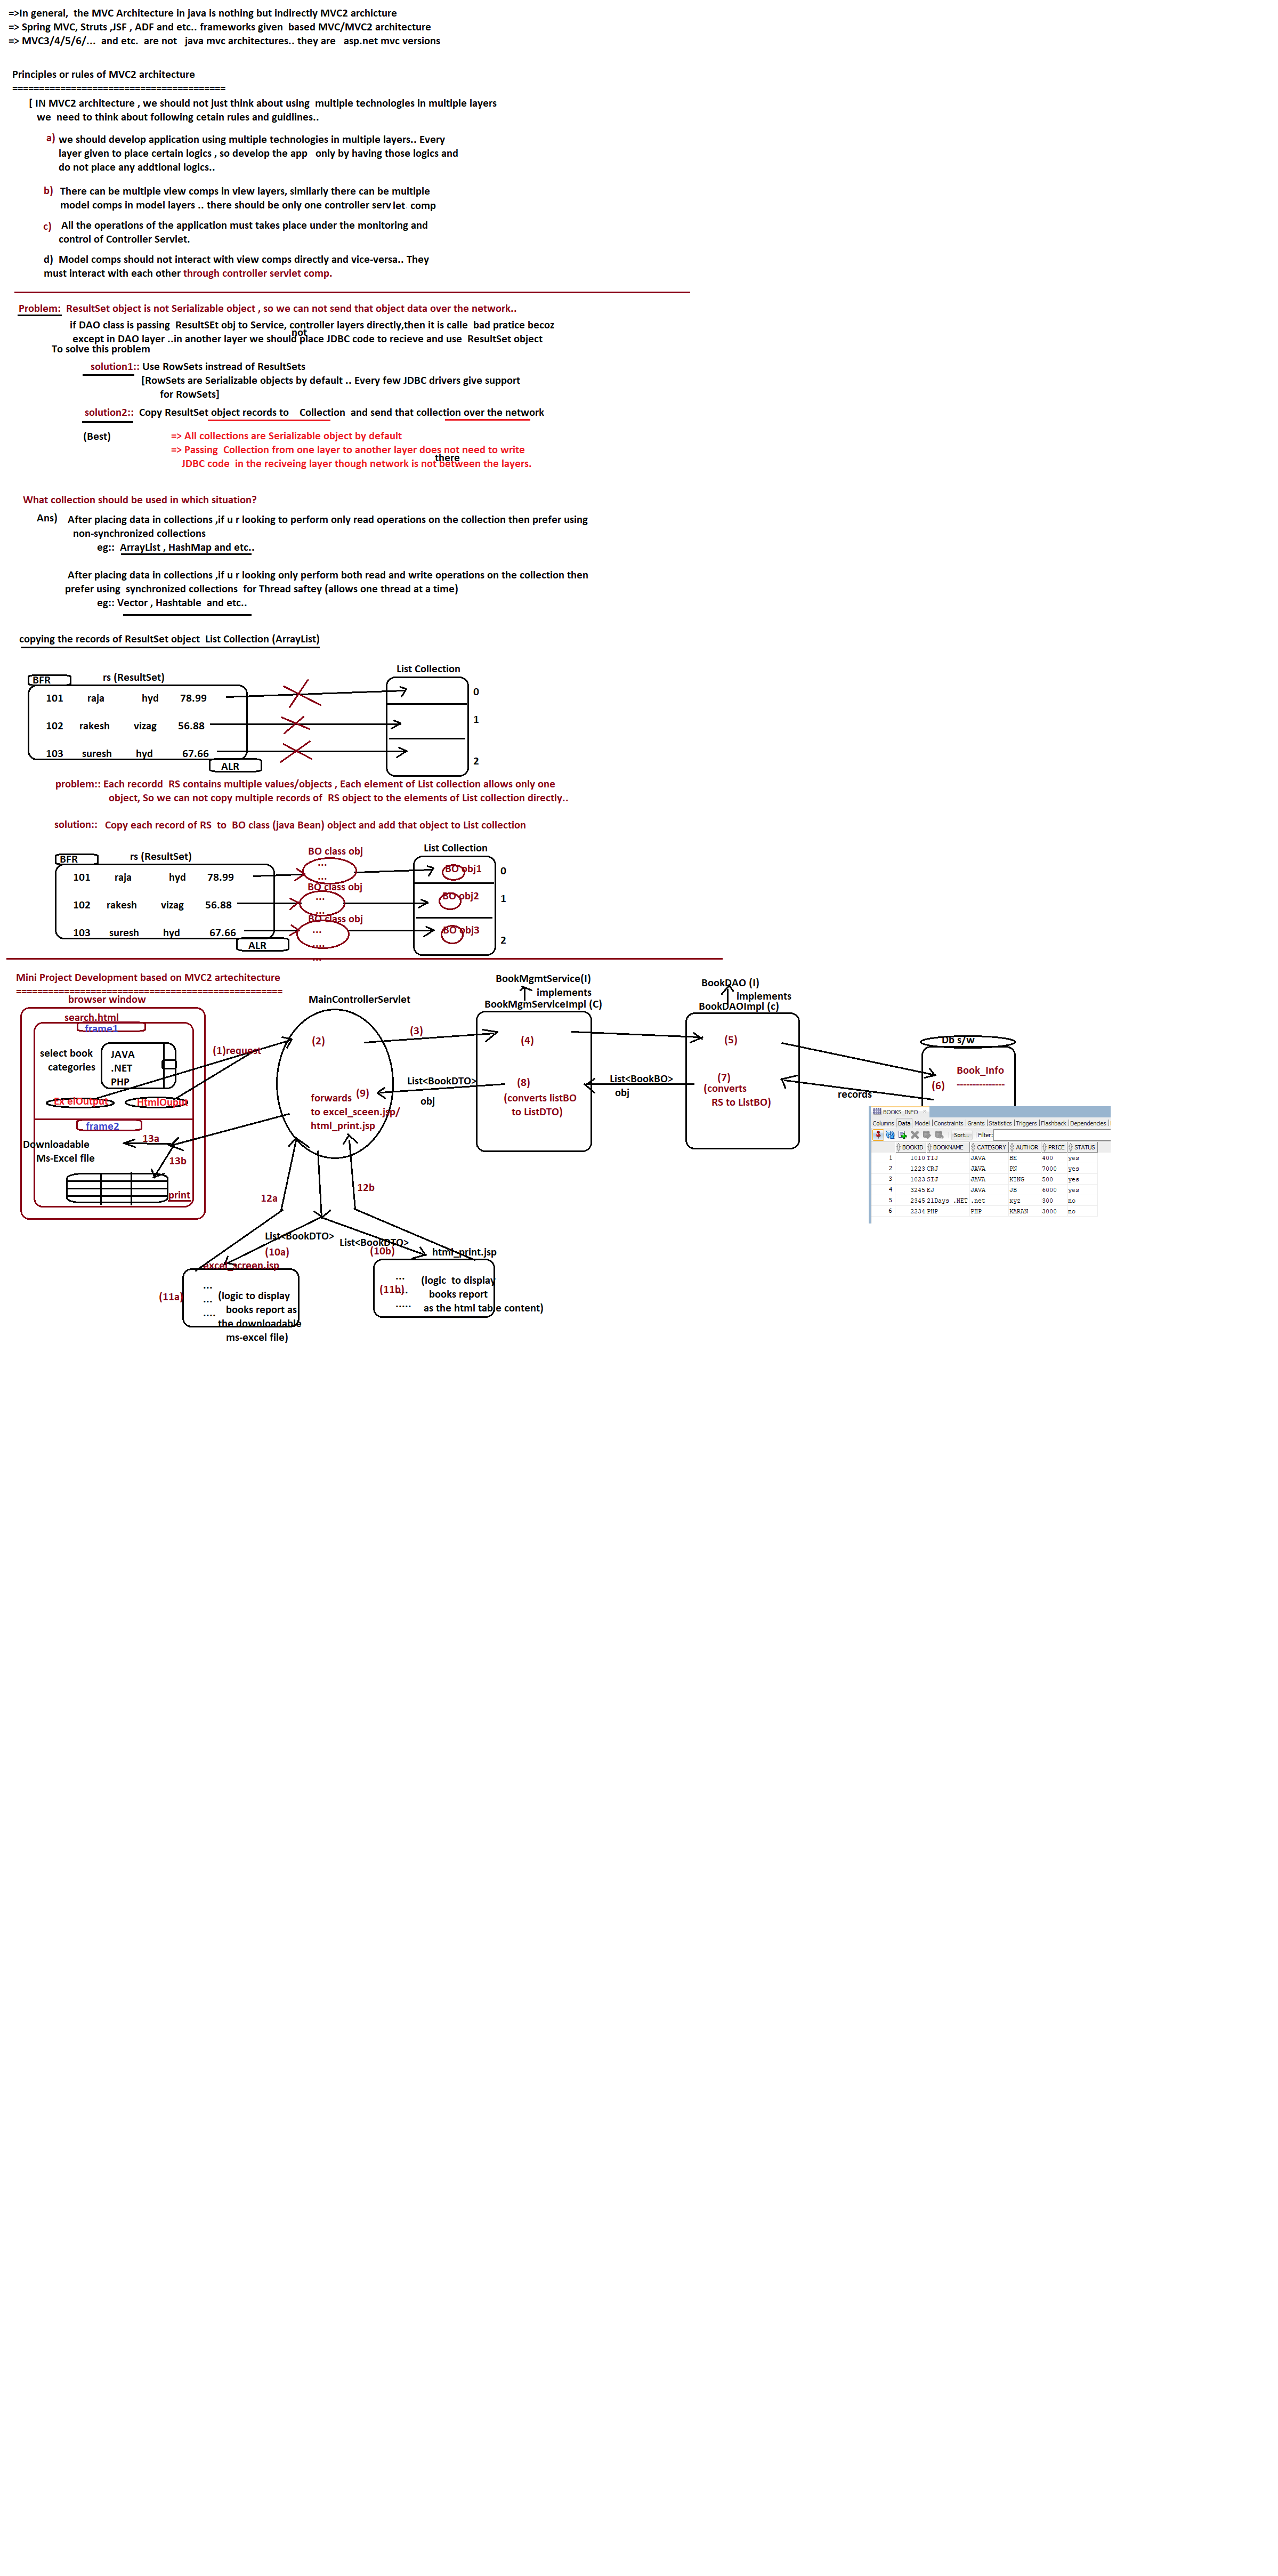 =>In general,  the MVC Architecture in java is nothing but indirectly MVC2 archicture
=> Spring MVC, Struts ,JSF , ADF and etc.. frameworks given  based MVC/MVC2 architecture
=> MVC3/4/5/6/...  and etc.  are not   java mvc architectures.. they are   asp.net mvc versions
Principles or rules of MVC2 architecture
========================================
[ IN MVC2 architecture , we should not just think about using  multiple technologies in multiple layers
we  need to think about following cetain rules and guidlines..
a) we should develop application using multiple technologies in multiple layers.. Every
layer given to place certain logics , so develop the app   only by having those logics and
do not place any addtional logics..
b)  There can be multiple view comps in view layers, similarly there can be multiple
model comps in model layers .. there should be only one controller servlet  comp
c)   All the operations of the application must takes place under the monitoring and
control of Controller Servlet.
d)  Model comps should not interact with view comps directly and vice-versa.. They
must interact with each other through controller servlet comp.
Problem:  ResultSet object is not Serializable object , so we can not send that object data over the network..
if DAO class is passing  ResultSEt obj to Service, controller layers directly,then it is calle  bad pratice becoz
not
except in DAO layer ..in another layer we should place JDBC code to recieve and use  ResultSet object
To solve this problem
solution1:: Use RowSets instread of ResultSets
[RowSets are Serializable objects by default .. Every few JDBC drivers give support
for RowSets]
solution2::  Copy ResultSet object records to    Collection  and send that collection over the network
(Best)
=> All collections are Serializable object by default
=> Passing  Collection from one layer to another layer does not need to write
there
JDBC code  in the reciveing layer though network is not between the layers.
What collection should be used in which situation?
Ans)   After placing data in collections ,if u r looking to perform only read operations on the collection then prefer using
non-synchronized collections
eg::  ArrayList , HashMap and etc..
After placing data in collections ,if u r looking only perform both read and write operations on the collection then
prefer using  synchronized collections  for Thread saftey (allows one thread at a time)
eg:: Vector , Hashtable  and etc..
copying the records of ResultSet object  List Collection (ArrayList)
List Collection
BFR rs (ResultSet)
101 raja hyd 78.99 0
102 rakesh vizag 56.88 1
103 suresh hyd 67.66 2
ALR
problem:: Each recordd  RS contains multiple values/objects , Each element of List collection allows only one
object, So we can not copy multiple records of  RS object to the elements of List collection directly..
solution::   Copy each record of RS  to  BO class (java Bean) object and add that object to List collection
BFR rs (ResultSet) BO class obj List Collection
101 raja hyd 78.99 ... ... BO obj1 0
BO class obj
102 rakesh vizag 56.88 ... ... BO obj2 1
BO class obj
103 suresh hyd 67.66 ... .... ... BO obj3 2
ALR
Mini Project Development based on MVC2 artechitecture
==================================================
browser window
search.html
frame1
select book
categories
JAVA
.NET
PHP
HtmlOuput
(1)request
frame2
Downloadable
Ms-Excel file
13a
13b
print
MainControllerServlet
(2)
(3)
forwards (9)
to excel_sceen.jsp/
html_print.jsp
List<BookDTO>
obj
BookMgmtService(I)
implements
BookMgmServiceImpl (C)
(4)
(8)
(converts listBO
to ListDTO)
List<BookBO>
obj
BookDAO (I)
implements
BookDAOImpl (c)
(5)
(7)
(converts
RS to ListBO)
records
Db s/w
Book_Info
(6)
--------------
BOOKS_INFO
Columns Data Model Constraints Grants Statistics Triggers Flashback Dependencies
Sort.. Filter:
BOOKID BOOKNAME CATEGORY AUTHOR PRICE STATUS
1 1010 TIJ JAVA BE 400 yes
2 1223 CRJ JAVA PN 7000 yes
3 1023 SIJ JAVA KING 500 yes
4 3245 EJ JAVA JB 6000 yes
5 2345 21Days .NET .net xyz 300 no
6 2234 PHP PHP KARAN 3000 no
12a
12b
List<BookDTO>
List<BookDTO>
(10a)
(10b)
excel_screen.jsp
html_print.jsp
(11a)
...
...
....
(logic to display
books report as
the downloadable
ms-excel file)
(11b)
...
.....
(logic  to display
books report
as the html table content)